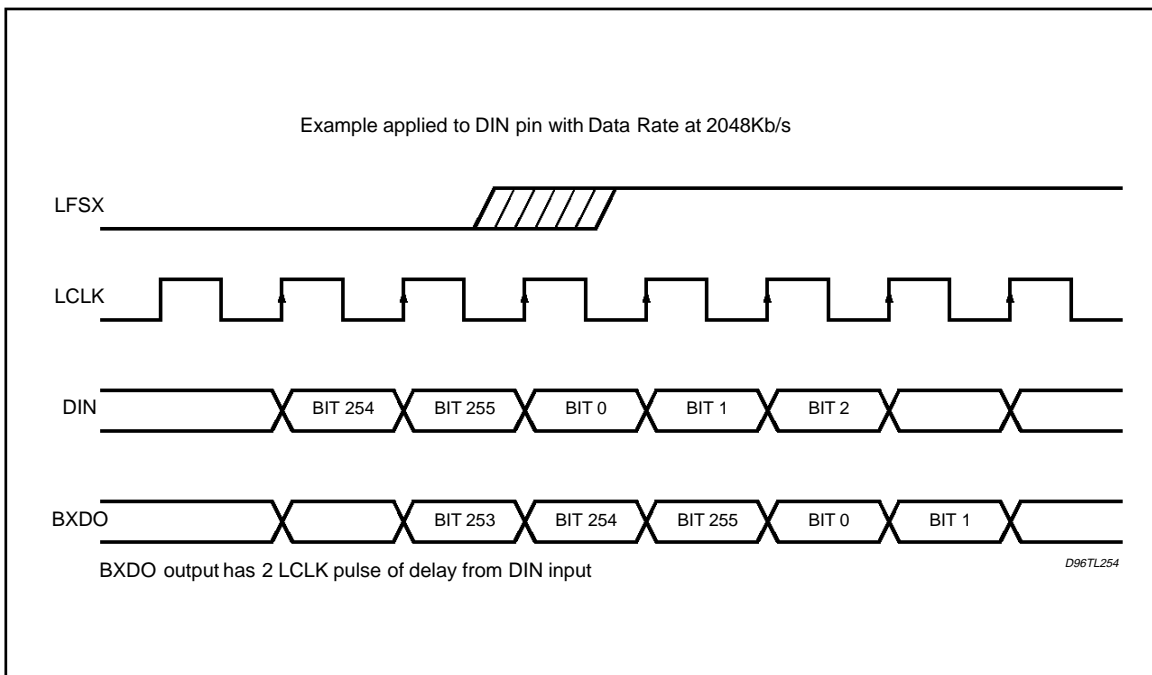 Example applied to DIN pin with Data Rate at 2048Kb/s
LFSX
LCLK
DIN
BIT 254 BIT 255 BIT 0 BIT 1 BIT 2
BXDO
BIT 253 BIT 254 BIT 255 BIT 0 BIT 1
BXDO output has 2 LCLK pulse of delay from DIN input
D96TL254